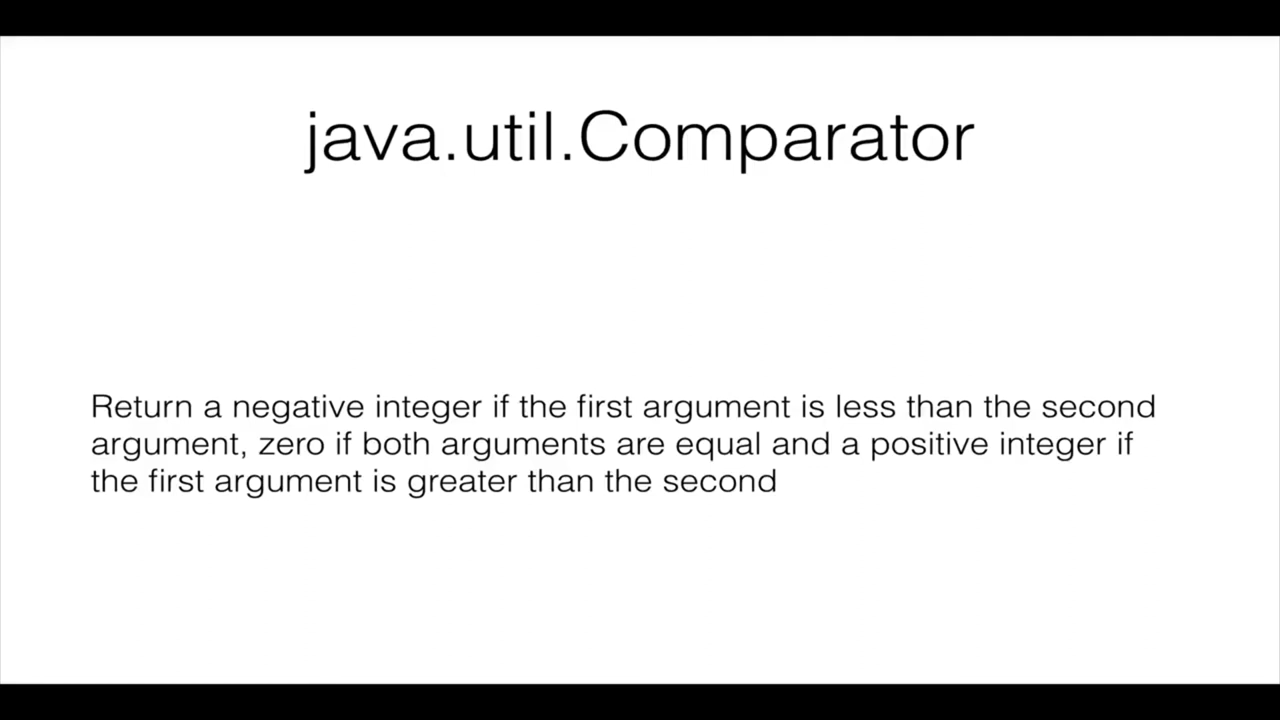 java.util.Comparator
Return a negative integer if the first argument is less than the second
argument, zero if both arguments are equal and a positive integer if
the first argument is greater than the second